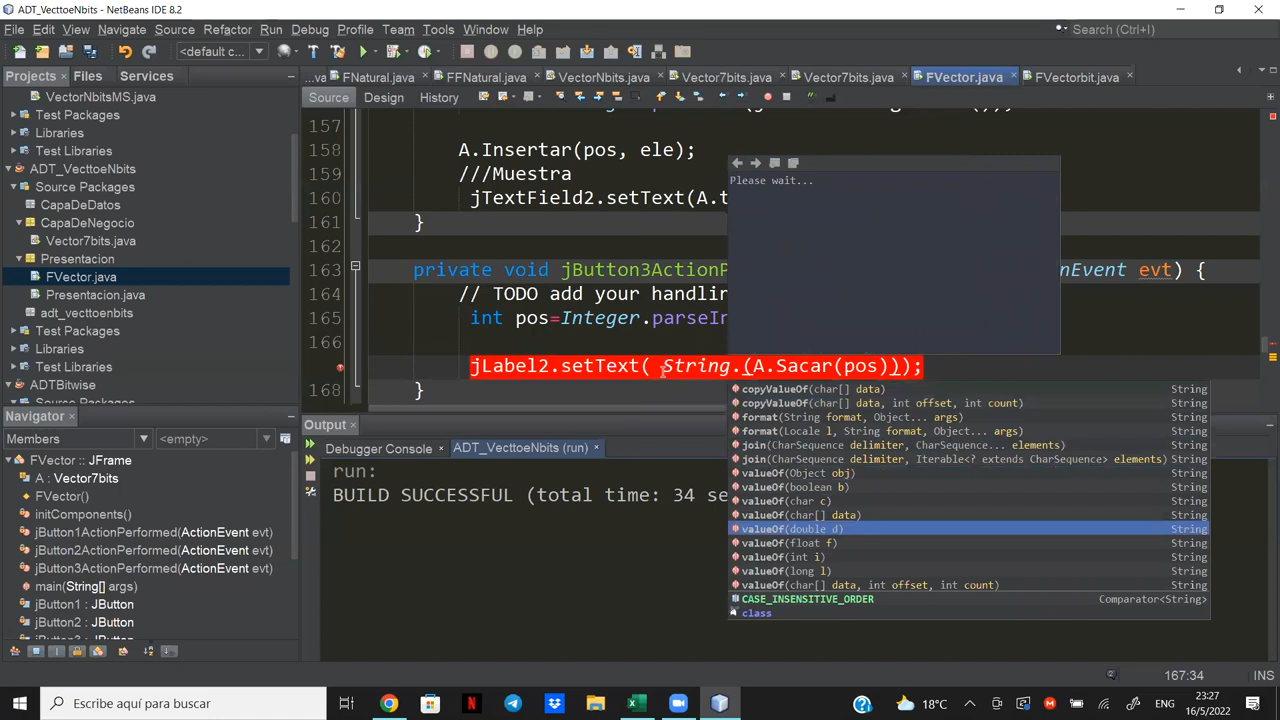 ADT_VecttoeNbits - NetBeans IDE 8.2
File Edit View Navigate Source Refactor Run Debug Profile Team Tools Window Help
Search (Ctrl+I)
<default c...
Projects Files Services
...va FNatural.java FFNatural.java VectorNbits.java Vector7bits.java Vector7bits.java FVector.java FVectorbit.java
Source Design History
VectorNbitsMS.java
Test Packages
Libraries
Test Libraries
ADT_VecttoeNbits
Source Packages
CapaDeDatos
CapaDeNegocio
Vector7bits.java
Presentacion
FVector.java
Presentacion.java
adt_vecttoenbits
Test Packages
Libraries
Test Libraries
ADTBitwise
Source Packages
157
158 A.Insertar(pos, ele);
159 ///Muestra
160 jTextField2.setText(A.t
161 }
162
163 private void jButton3ActionP nEvent evt) {
164 // TODO add your handlin
165 int pos=Integer.parseIn
166
jLabel2.setText( String.(A.Sacar(pos)));
168 }
Please wait...
copyValueOf(char[] data) String
copyValueOf(char[] data, int offset, int count) String
format(String format, Object... args) String
format(Locale l, String format, Object... args) String
join(CharSequence delimiter, CharSequence... elements) String
join(CharSequence delimiter, Iterable<? extends CharSequence> elements) String
valueOf(Object obj) String
valueOf(boolean b) String
valueOf(char c) String
valueOf(char[] data) String
valueOf(double d) String
valueOf(float f) String
valueOf(int i) String
valueOf(long l) String
valueOf(char[] data, int offset, int count) String
CASE_INSENSITIVE_ORDER Comparator<String>
class
Navigator
Members <empty>
FVector :: JFrame
A : Vector7bits
FVector()
initComponents()
jButton1ActionPerformed(ActionEvent evt)
jButton2ActionPerformed(ActionEvent evt)
jButton3ActionPerformed(ActionEvent evt)
main(String[] args)
jButton1 : JButton
jButton2 : JButton
Output
Debugger Console ADT_VecttoeNbits (run)
run:
BUILD SUCCESSFUL (total time: 34 se
167:34 INS
Escribe aquí para buscar
18°C
ENG
23:27
16/5/2022